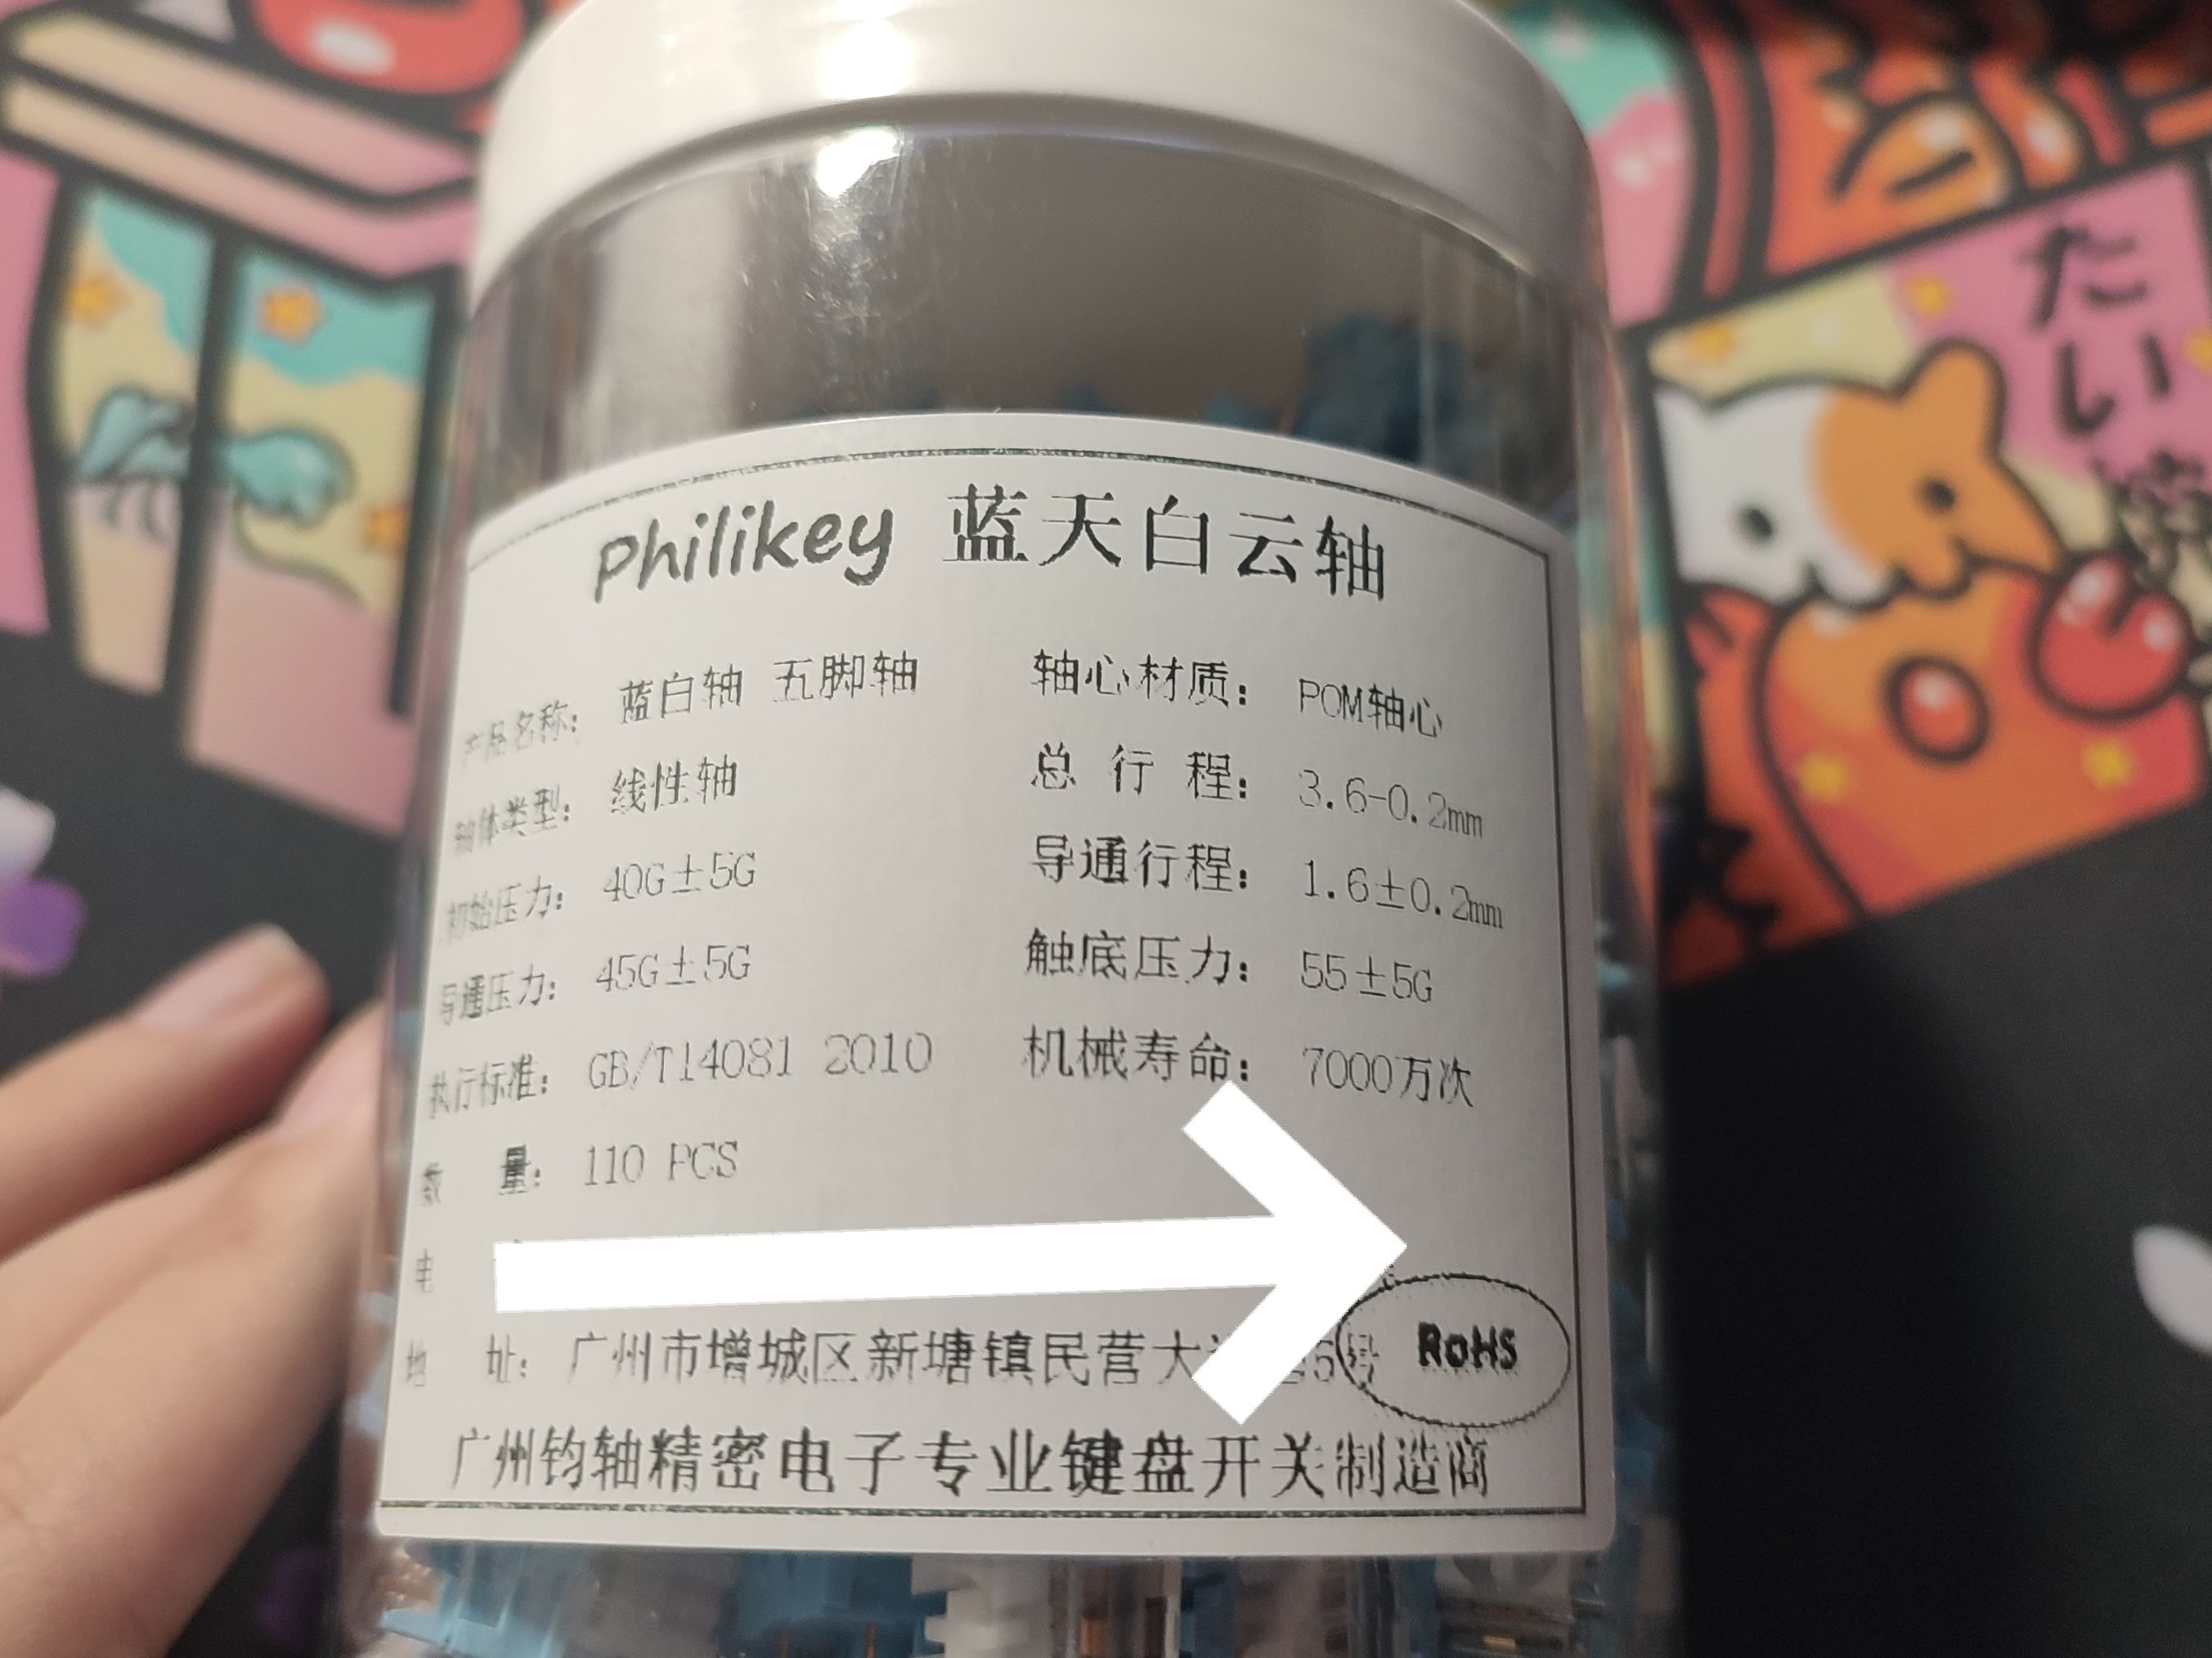 Philikey 蓝天白云轴
产品名称： 蓝白轴 五脚轴 轴心材质： POM轴心
轴体类型： 线性轴 总 行 程： 3.6-0.2mm
初始压力： 40G±5G 导通行程： 1.6±0.2mm
导通压力： 45G±5G 触底压力： 55±5G
执行标准： GB/T14081 2010 机械寿命： 7000万次
数 量： 110 PCS
电
地 址： 广州市增城区新塘镇民营大 5号
RoHS
广州钧轴精密电子专业键盘开关制造商
たい